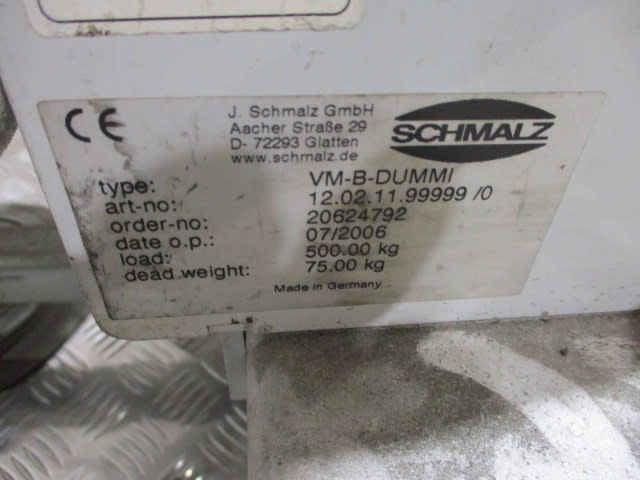 CE
J. Schmalz GmbH
Aacher Straße 29
D- 72293 Glatten
www.schmalz.de
SCHMALZ
type: VM-B-DUMMI
art-no: 12.02.11.99999 /0
order-no: 20624792
date o.p.: 07/2006
load: 500.00 kg
dead weight: 75.00 kg
Made in Germany